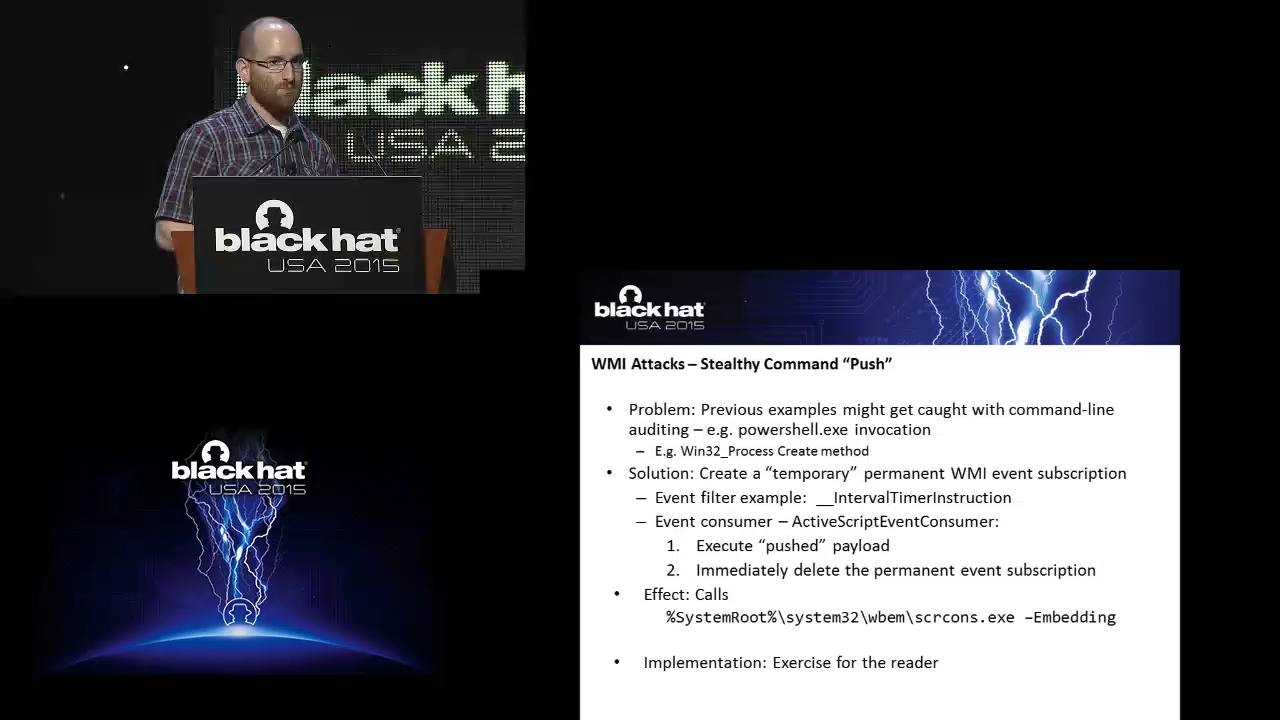 black h
USA 2
black hat
USA 2015
black hat
USA 2015
black hat
USA 2015
WMI Attacks – Stealthy Command “Push”
• Problem: Previous examples might get caught with command-line
auditing – e.g. powershell.exe invocation
– E.g. Win32_Process Create method
• Solution: Create a “temporary” permanent WMI event subscription
– Event filter example: __IntervalTimerInstruction
– Event consumer – ActiveScriptEventConsumer:
1. Execute “pushed” payload
2. Immediately delete the permanent event subscription
• Effect: Calls
%SystemRoot%\system32\wbem\scrcons.exe –Embedding
• Implementation: Exercise for the reader